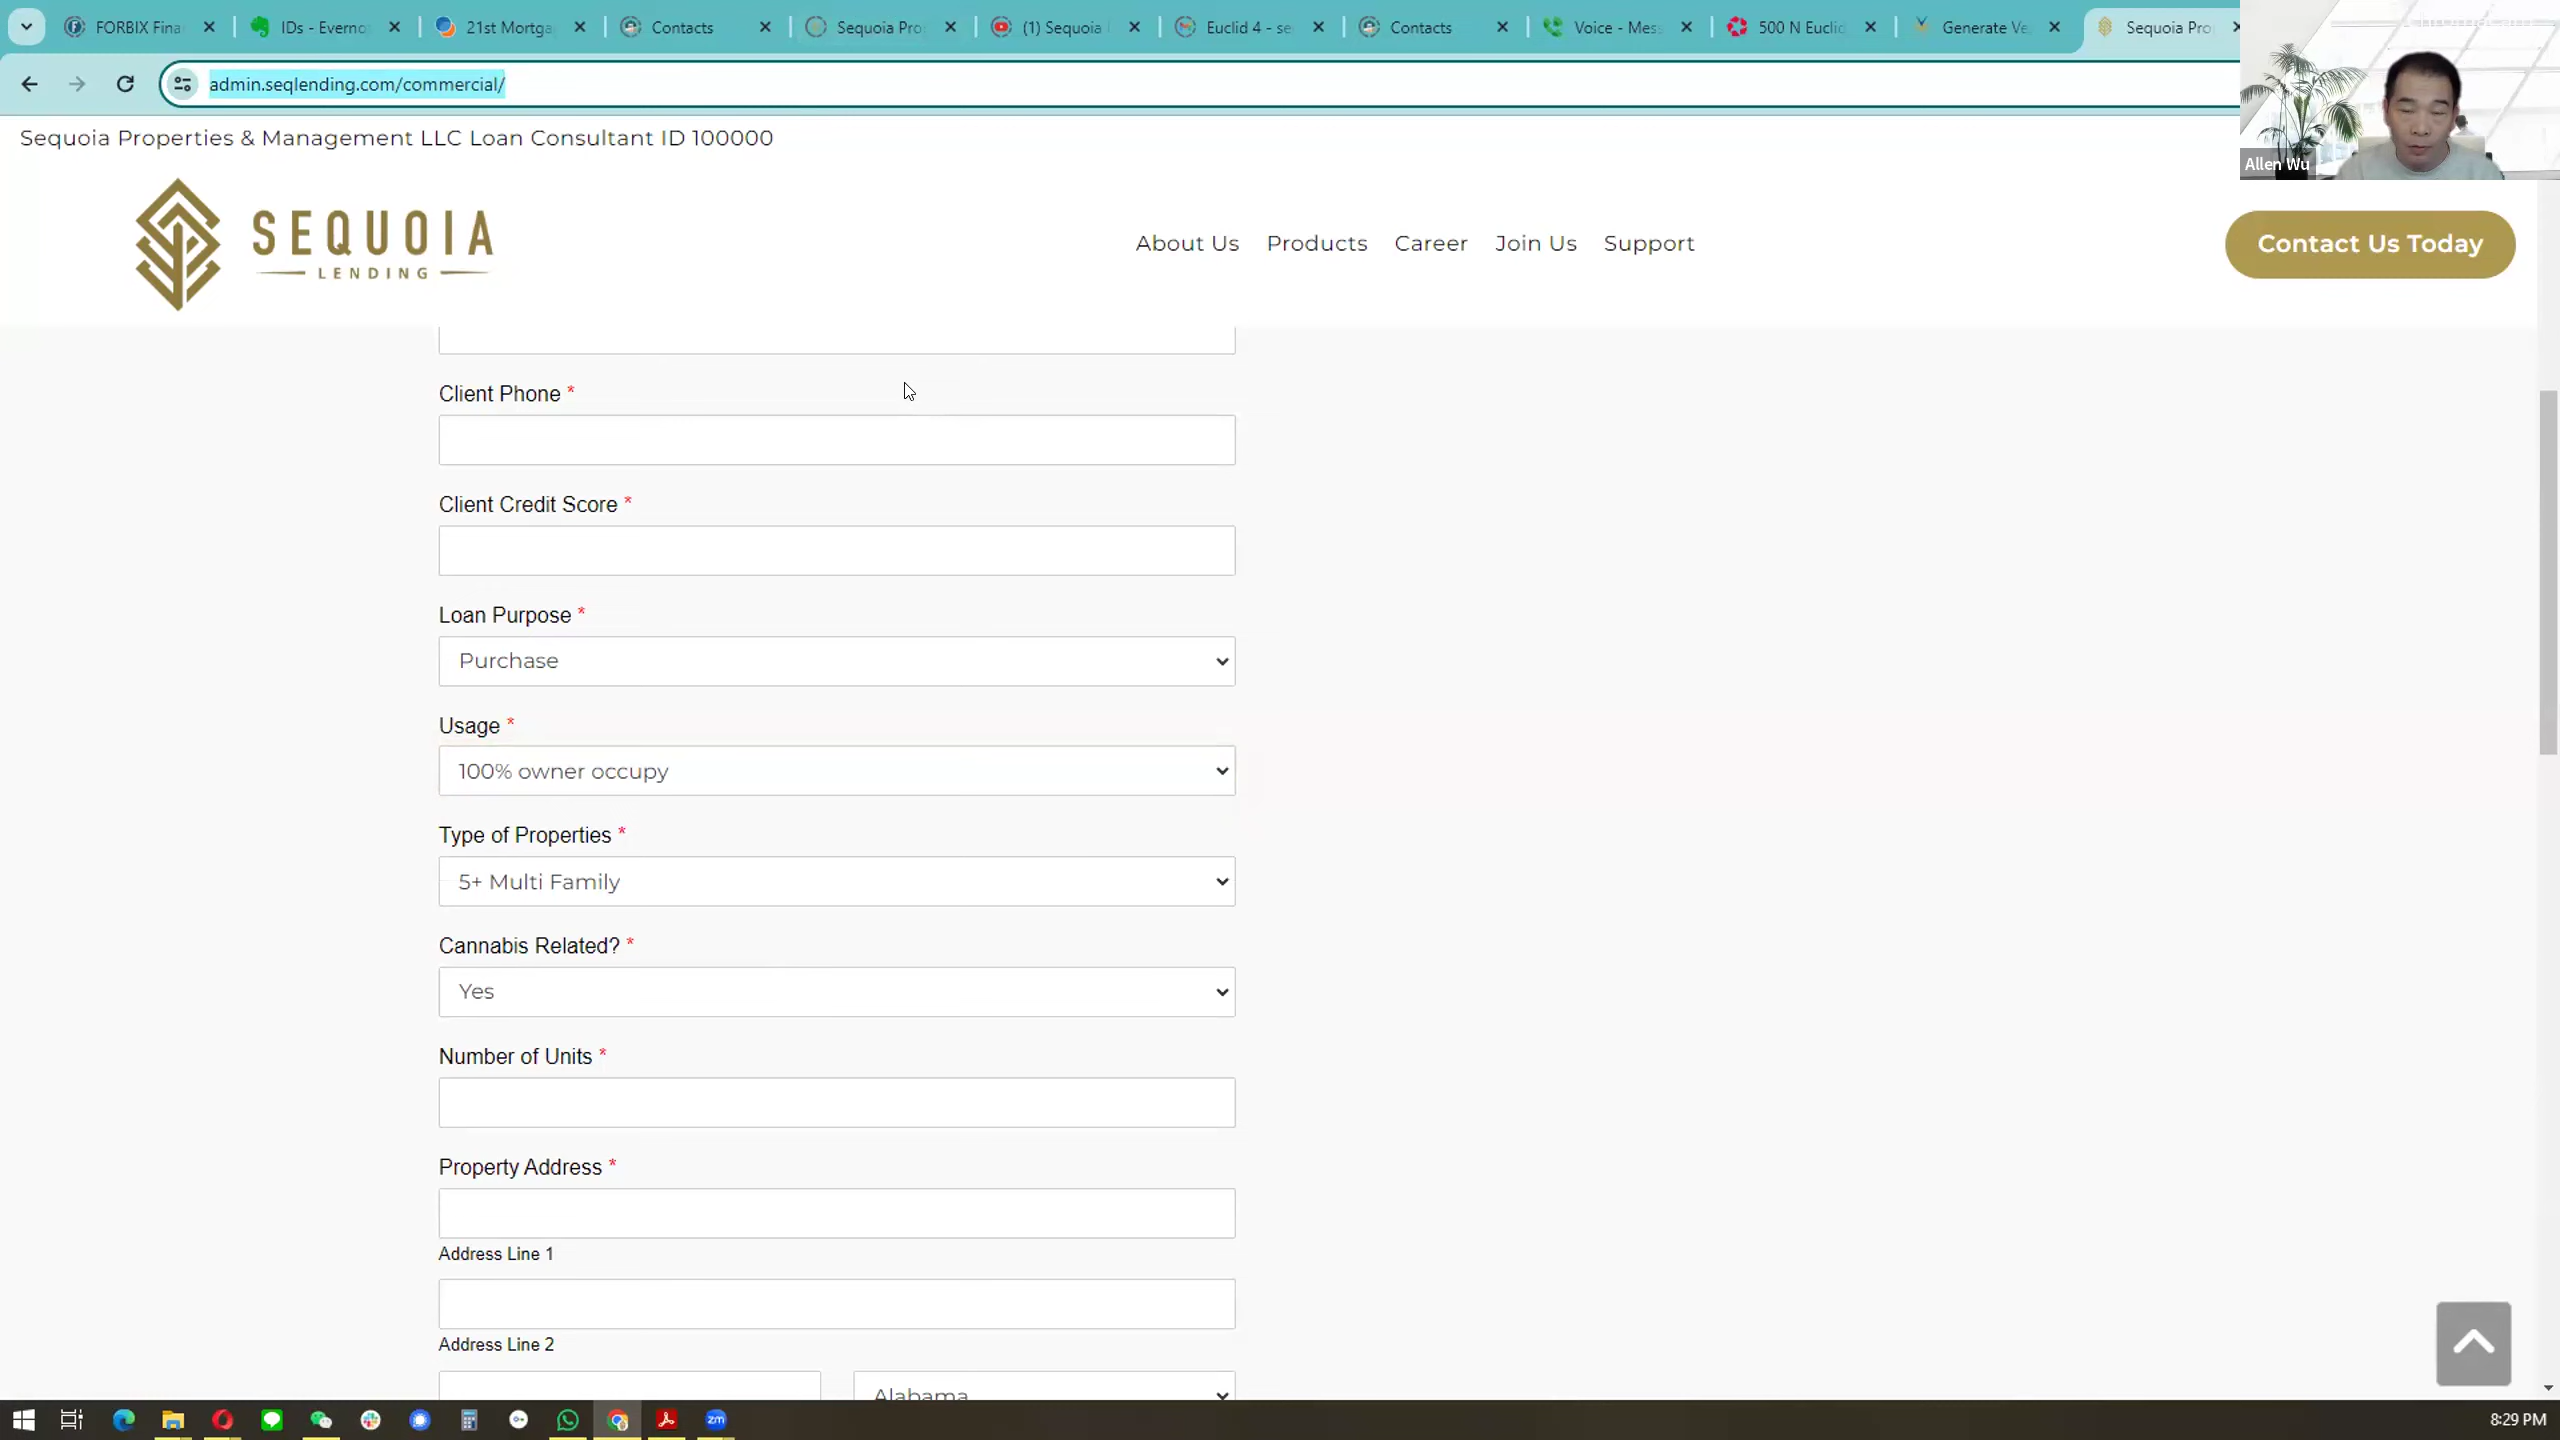 FORBIX Fina
IDs - Everno
21st Mortga
Contacts
Sequoia Pro
(1) Sequoia
Euclid 4 - se
Contacts
Voice - Mes
500 N Euclid
Generate Ve
Sequoia Pro
admin.seqlending.com/commercial/
Allen Wu
Sequoia Properties & Management LLC Loan Consultant ID 100000
SEQUOIA
LENDING
About Us
Products
Career
Join Us
Support
Contact Us Today
Client Phone *
Client Credit Score *
Loan Purpose *
Purchase
Usage *
100% owner occupy
Type of Properties *
5+ Multi Family
Cannabis Related? *
Yes
Number of Units *
Property Address *
Address Line 1
Address Line 2
Alabama
zm
8:29 PM